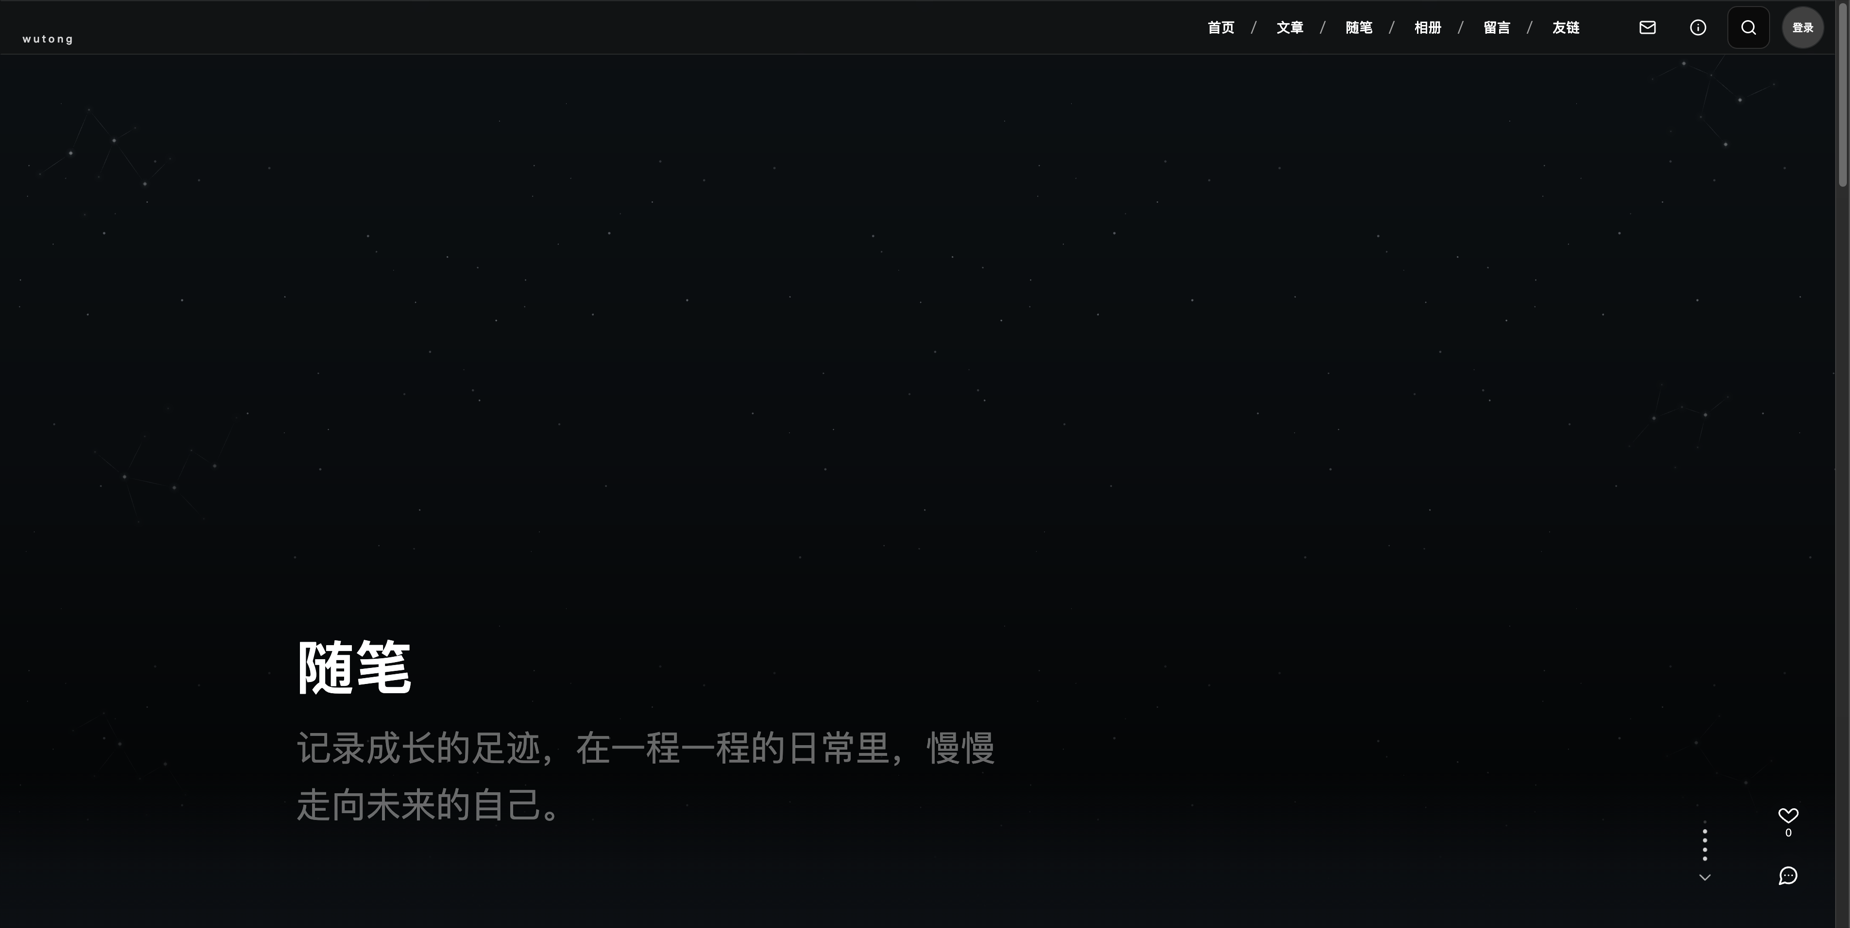 wutong
首页 / 文章 / 随笔 / 相册 / 留言 / 友链
登录
随笔
记录成长的足迹，在一程一程的日常里，慢慢
走向未来的自己。
0